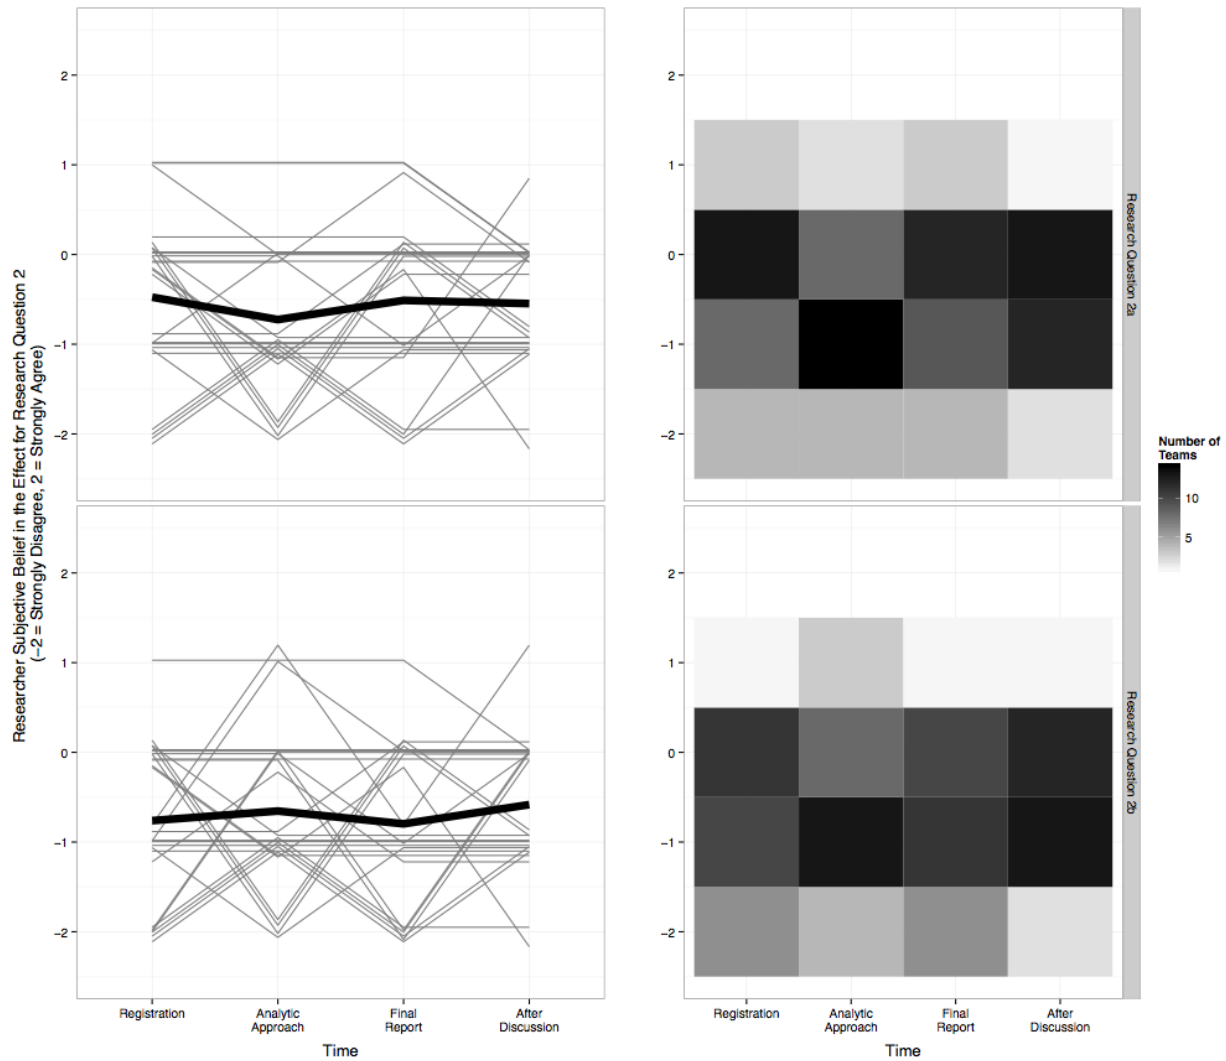 Researcher Subjective Belief in the Effect for Research Question 2
(−2 = Strongly Disagree, 2 = Strongly Agree)
2
1
0
−1
−2
2
1
0
−1
−2
Research Question 2a
2
1
0
−1
−2
2
1
0
−1
−2
Research Question 2b
Number of
Teams
10
5
Registration
Analytic
Approach
Final
Report
After
Discussion
Time
Registration
Analytic
Approach
Final
Report
After
Discussion
Time